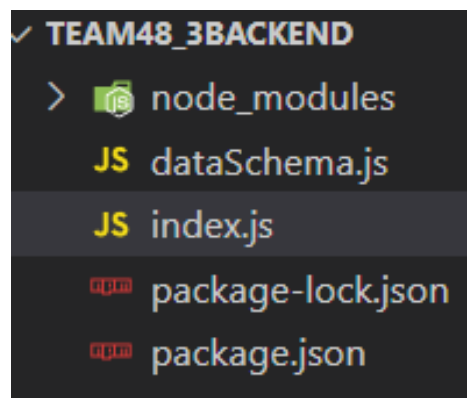 TEAM48_3BACKEND
node_modules
JS dataSchema.js
JS index.js
package-lock.json
package.json